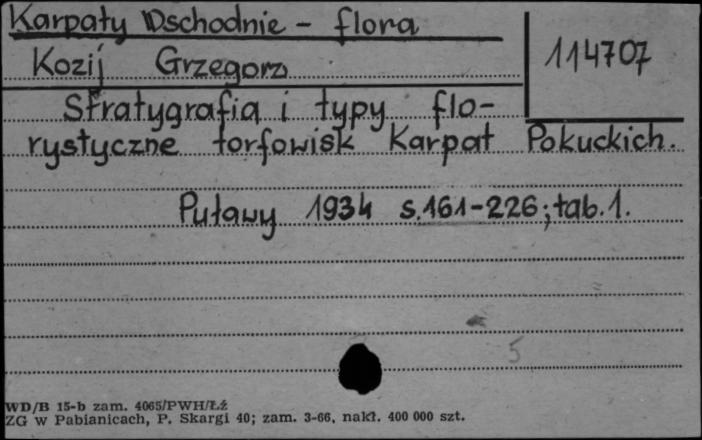 Karpaty Wschodnie - flora
114707
Kozij Grzegorz
Stratygrafia i typy flo-
rystyczne torfowisk Karpat Pokuckich.
Puławy 1934 s.161-226; tab.1.
5
WD/B 15-b zam. 4065/PWH/Łź
ZG w Pabianicach, P. Skargi 40; zam. 3-66, nakł. 400 000 szt.